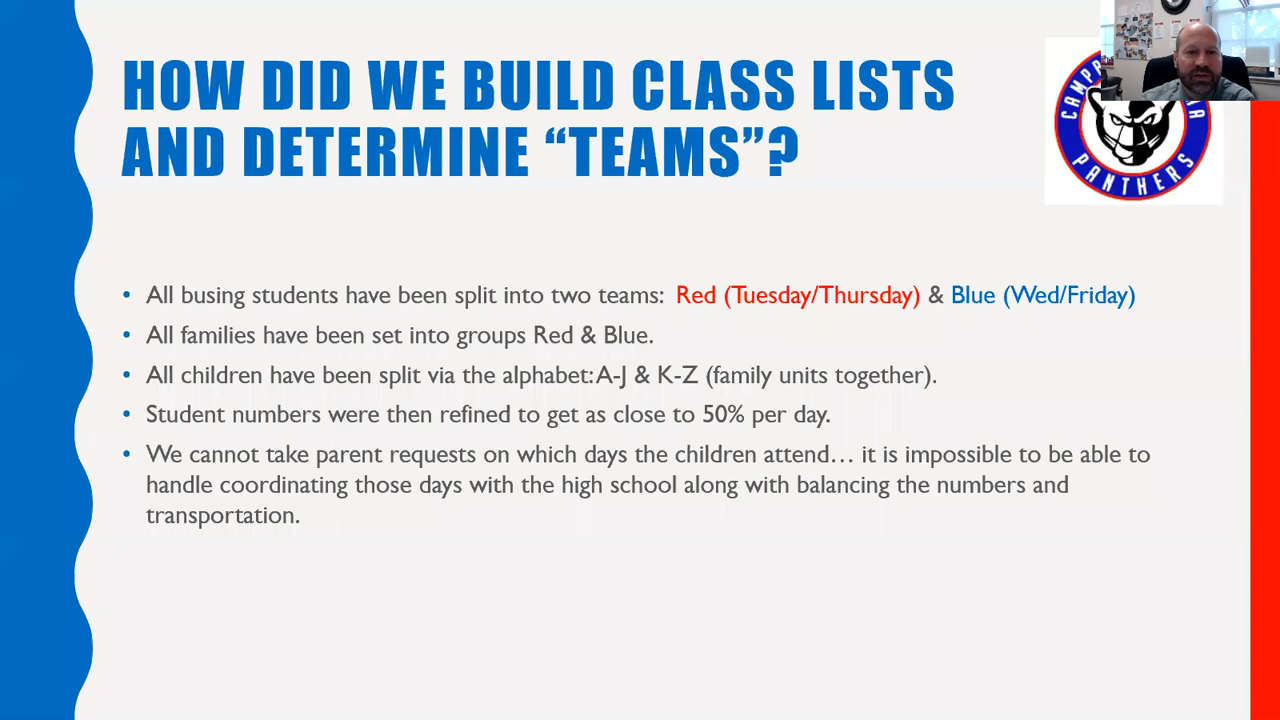 HOW DID WE BUILD CLASS LISTS
AND DETERMINE “TEAMS”?
• All busing students have been split into two teams: Red (Tuesday/Thursday) & Blue (Wed/Friday)
• All families have been set into groups Red & Blue.
• All children have been split via the alphabet: A-J & K-Z (family units together).
• Student numbers were then refined to get as close to 50% per day.
• We cannot take parent requests on which days the children attend… it is impossible to be able to
handle coordinating those days with the high school along with balancing the numbers and
transportation.
PANTHERS